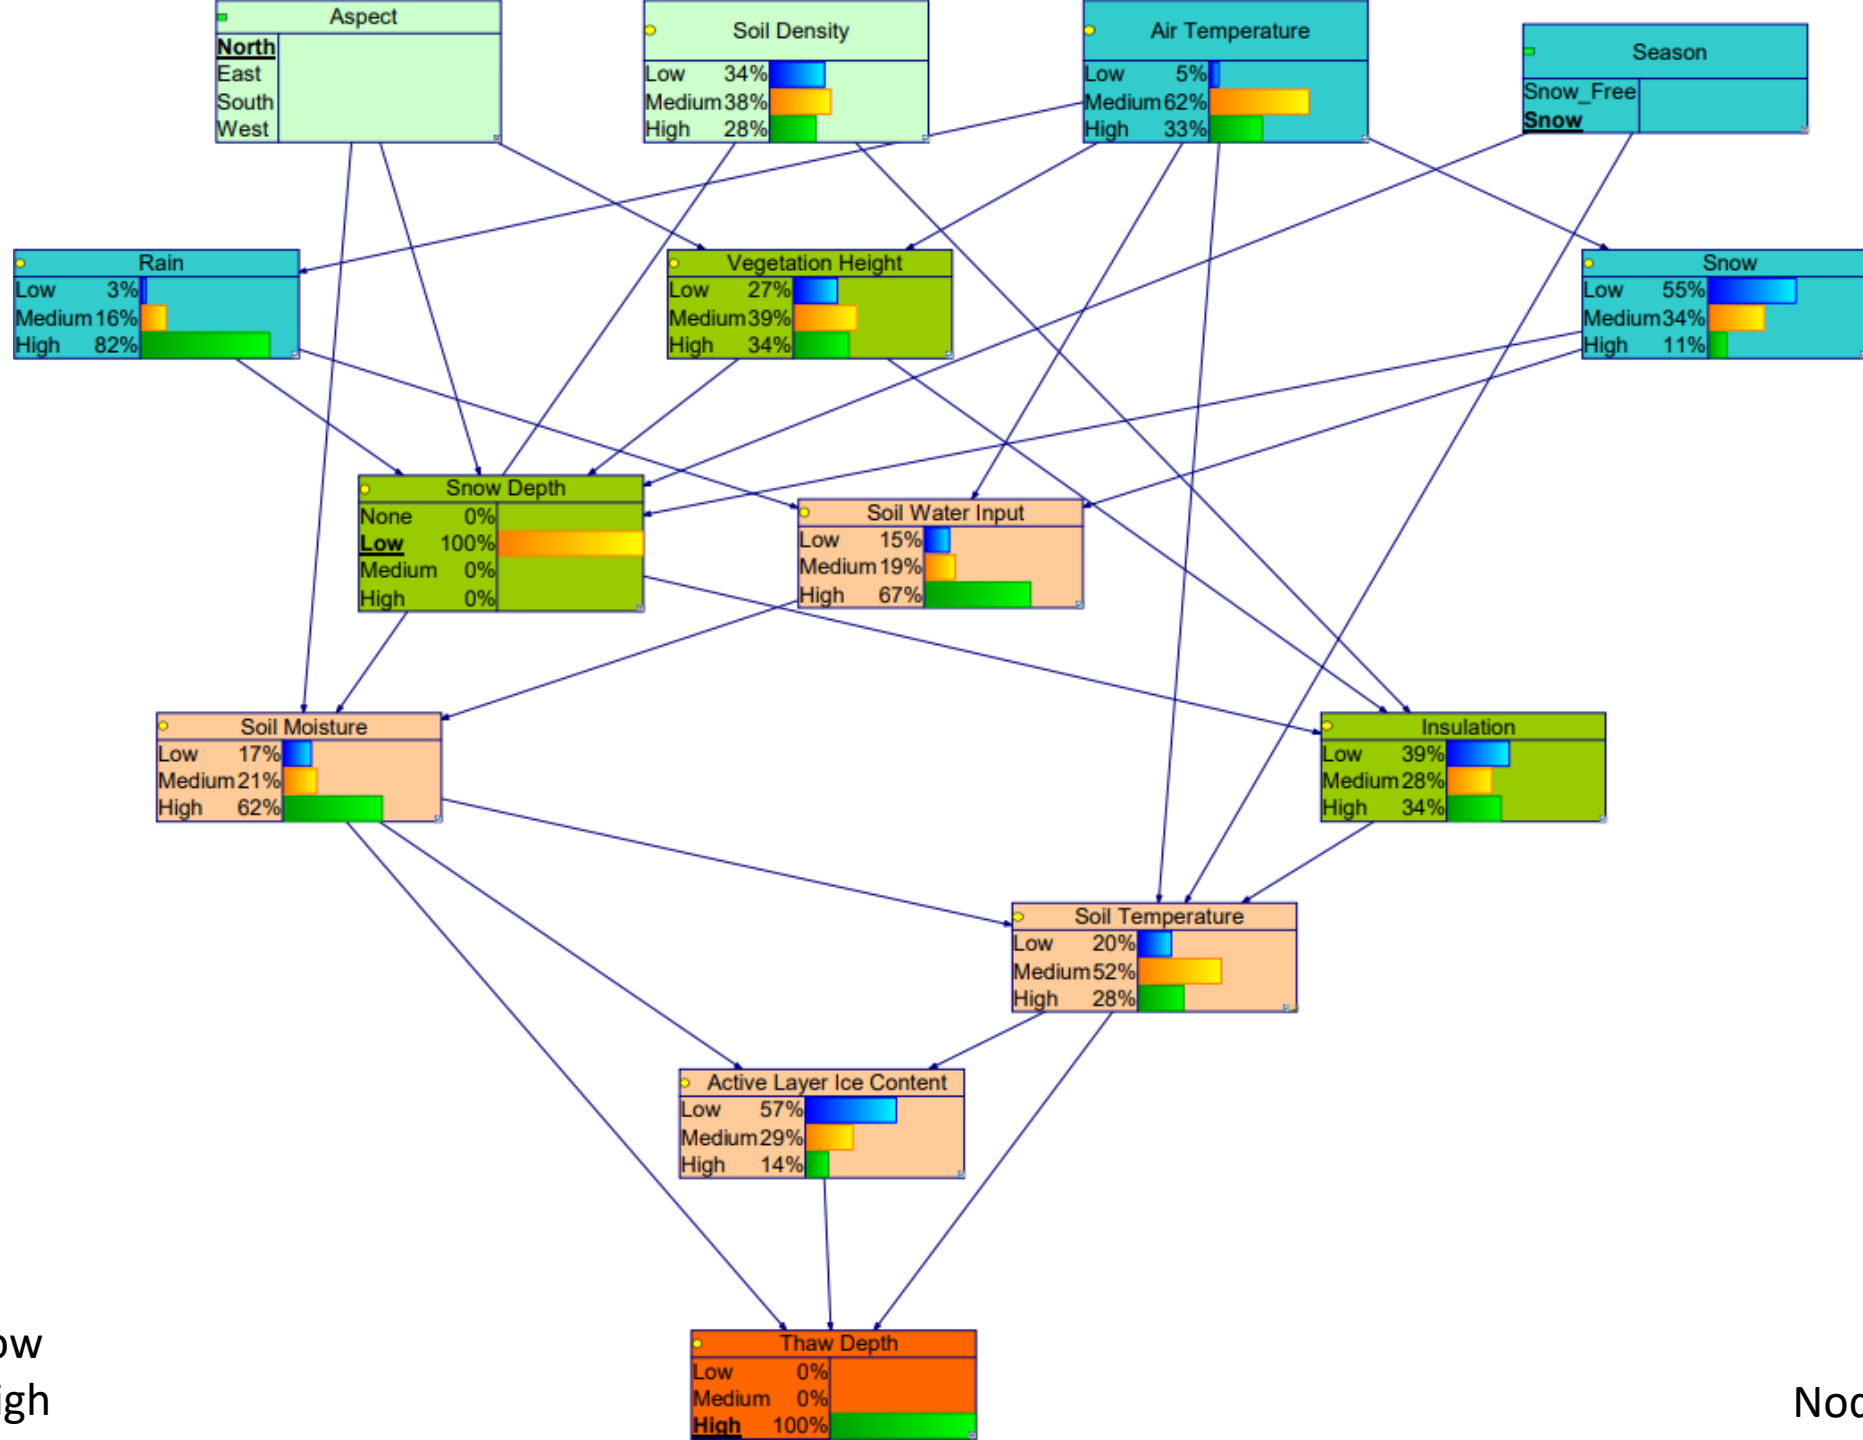 Aspect
North
East
South
West
Soil Density
Low 34%
Medium 38%
High 28%
Air Temperature
Low 5%
Medium 62%
High 33%
Season
Snow_Free
Snow
Rain
Low 3%
Medium 16%
High 82%
Vegetation Height
Low 27%
Medium 39%
High 34%
Snow
Low 55%
Medium 34%
High 11%
Snow Depth
None 0%
Low 100%
Medium 0%
High 0%
Soil Water Input
Low 15%
Medium 19%
High 67%
Soil Moisture
Low 17%
Medium 21%
High 62%
Insulation
Low 39%
Medium 28%
High 34%
Soil Temperature
Low 20%
Medium 52%
High 28%
Active Layer Ice Content
Low 57%
Medium 29%
High 14%
Thaw Depth
Low 0%
Medium 0%
High 100%
ow
igh